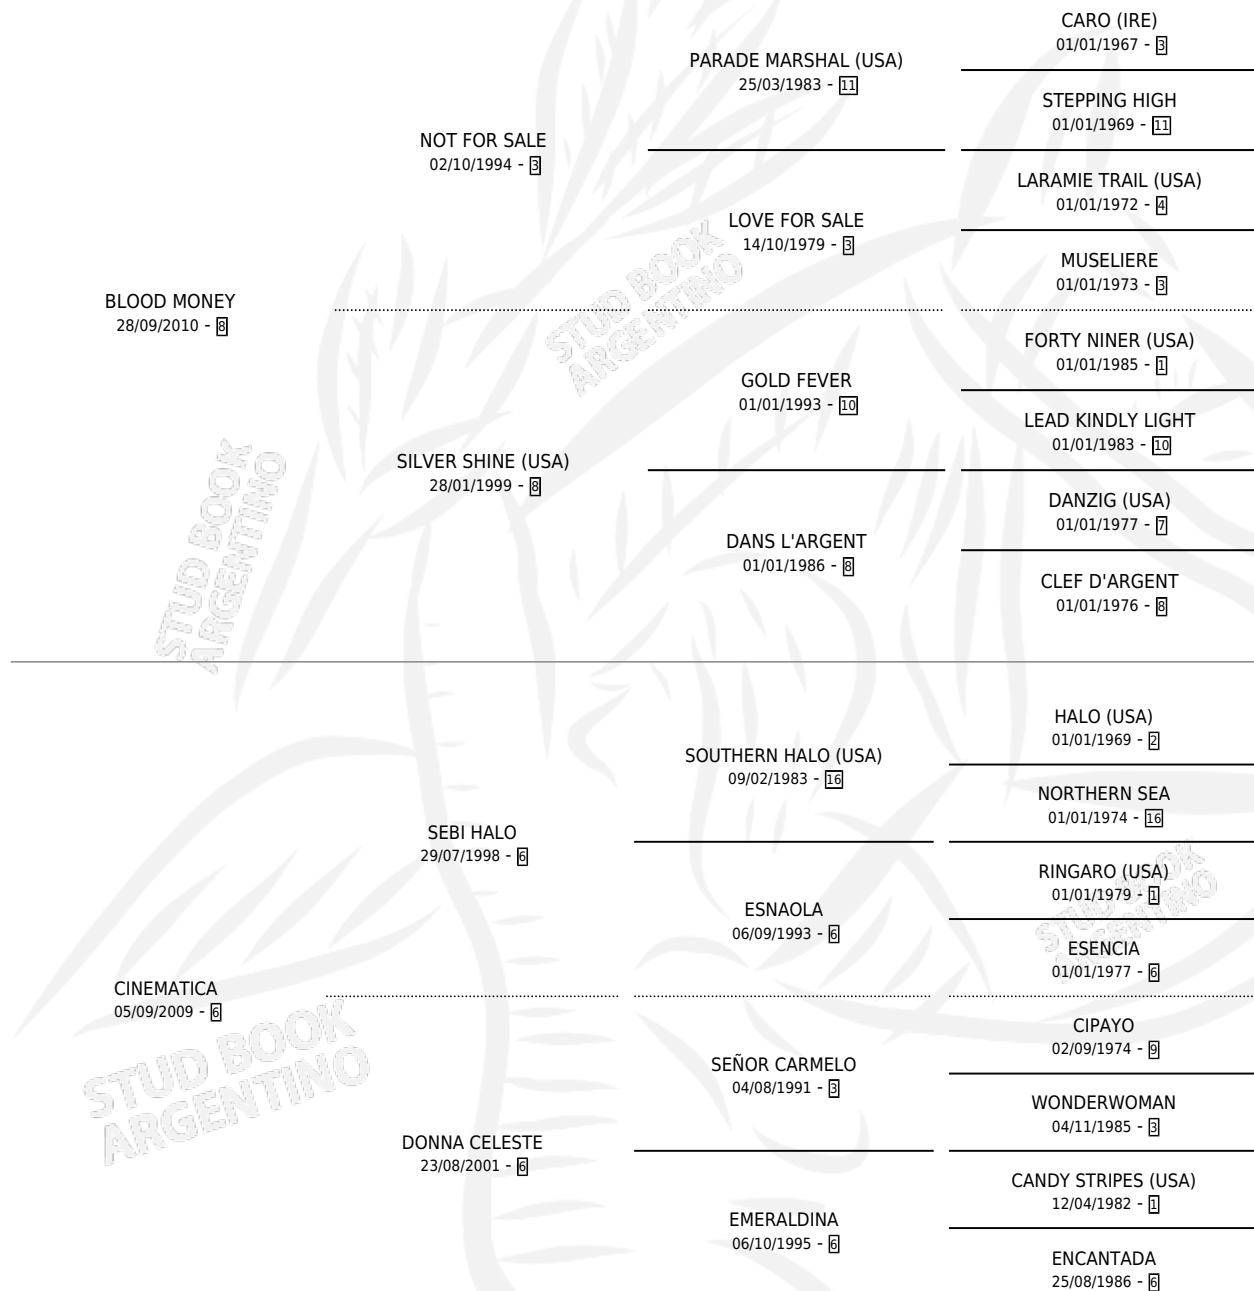 CARO (IRE)
01/01/1967 - 3
PARADE MARSHAL (USA)
25/03/1983 - 11
STEPPING HIGH
01/01/1969 - 11
NOT FOR SALE
02/10/1994 - 3
LARAMIE TRAIL (USA)
01/01/1972 - 4
LOVE FOR SALE
14/10/1979 - 3
MUSELIERE
01/01/1973 - 3
BLOOD MONEY
28/09/2010 - 8
FORTY NINER (USA)
01/01/1985 - 1
GOLD FEVER
01/01/1993 - 10
LEAD KINDLY LIGHT
01/01/1983 - 10
SILVER SHINE (USA)
28/01/1999 - 8
DANZIG (USA)
01/01/1977 - 7
DANS L'ARGENT
01/01/1986 - 8
CLEF D'ARGENT
01/01/1976 - 8
HALO (USA)
01/01/1969 - 2
SOUTHERN HALO (USA)
09/02/1983 - 16
NORTHERN SEA
01/01/1974 - 16
SEBI HALO
29/07/1998 - 6
RINGARO (USA)
01/01/1979 - 1
ESNAOLA
06/09/1993 - 6
ESENCIA
01/01/1977 - 6
CINEMATICA
05/09/2009 - 6
CIPAYO
02/09/1974 - 9
SEÑOR CARMELO
04/08/1991 - 3
WONDERWOMAN
04/11/1985 - 3
DONNA CELESTE
23/08/2001 - 6
CANDY STRIPES (USA)
12/04/1982 - 1
EMERALDINA
06/10/1995 - 6
ENCANTADA
25/08/1986 - 6
STUD BOOK
ARGENTINO
STUD BOOK
ARGENTINO
STUD BOOK
ARGENTINO
STUD BOOK
ARGENTINO